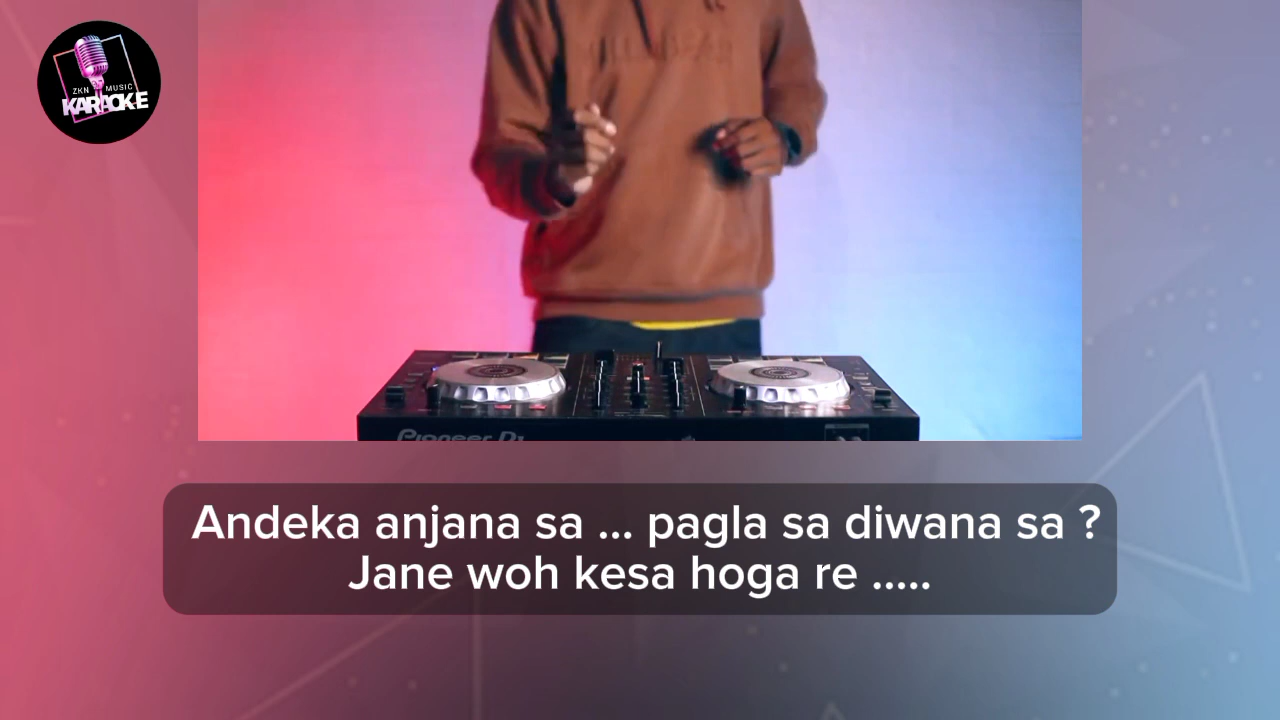 ZKN MUSIC
KARAOKE
Pioneer DJ
Andeka anjana sa ... pagla sa diwana sa ?
Jane woh kesa hoga re .....